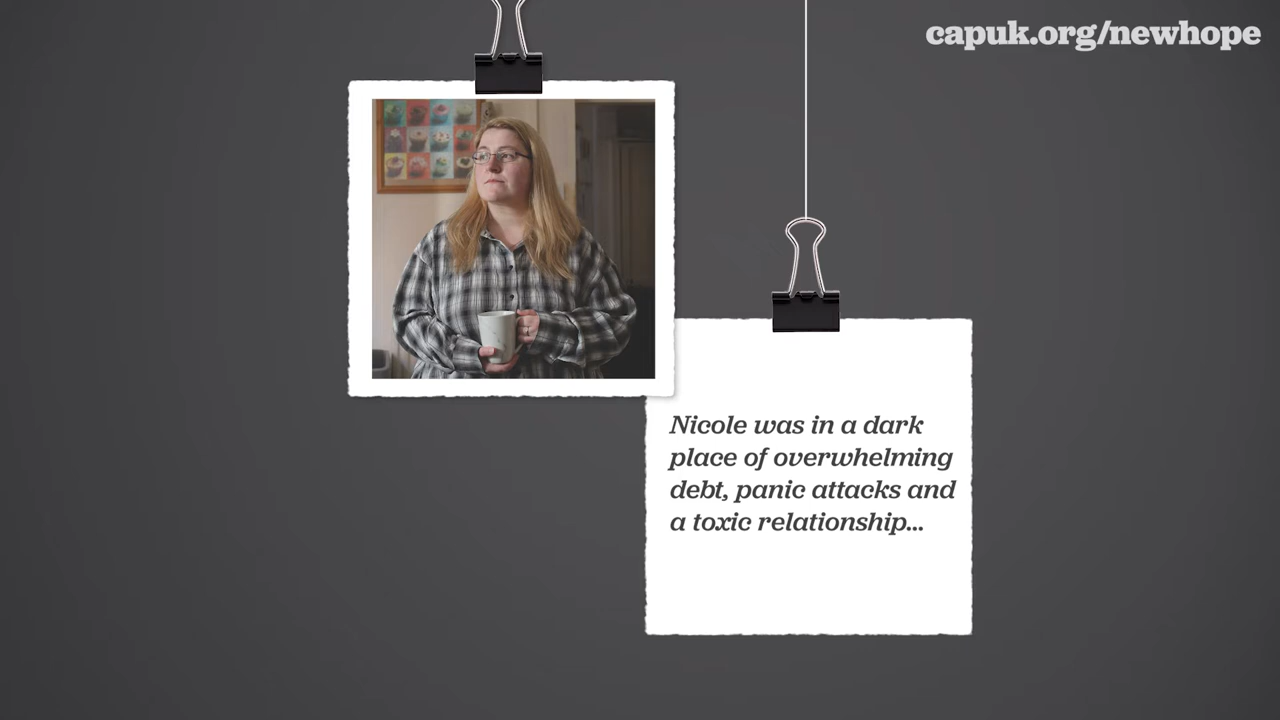 capuk.org/newhope
Nicole was in a dark
place of overwhelming
debt, panic attacks and
a toxic relationship...